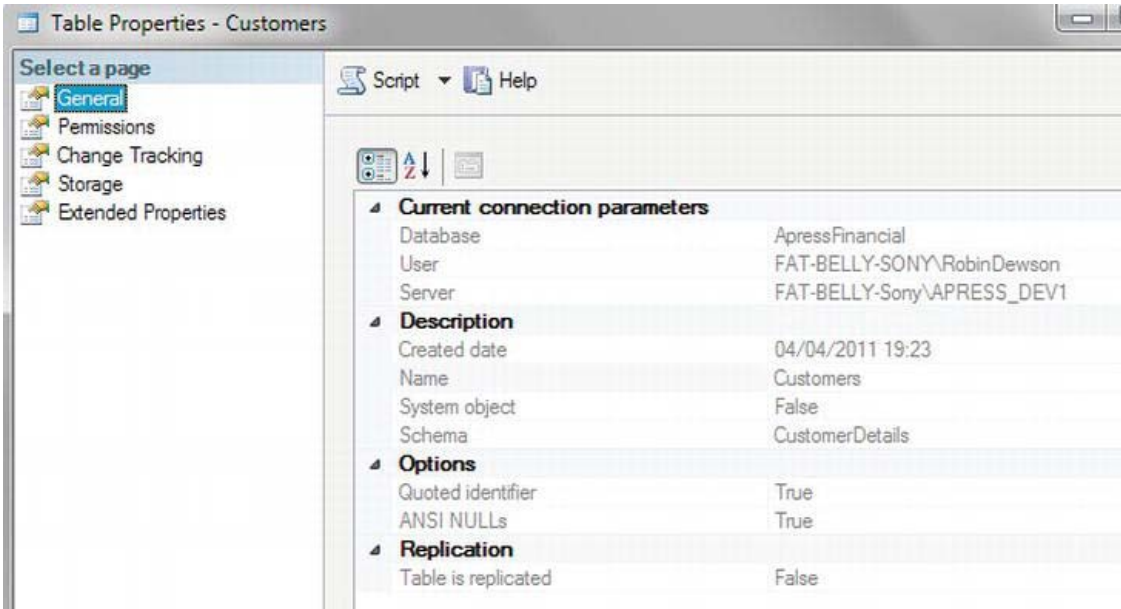 Table Properties - Customers
Select a page
General
Permissions
Change Tracking
Storage
Extended Properties
Script Help
Current connection parameters
Database ApressFinancial
User FAT-BELLY-SONY\RobinDewson
Server FAT-BELLY-Sony\APRESS_DEV1
Description
Created date 04/04/2011 19:23
Name Customers
System object False
Schema CustomerDetails
Options
Quoted identifier True
ANSI NULLs True
Replication
Table is replicated False